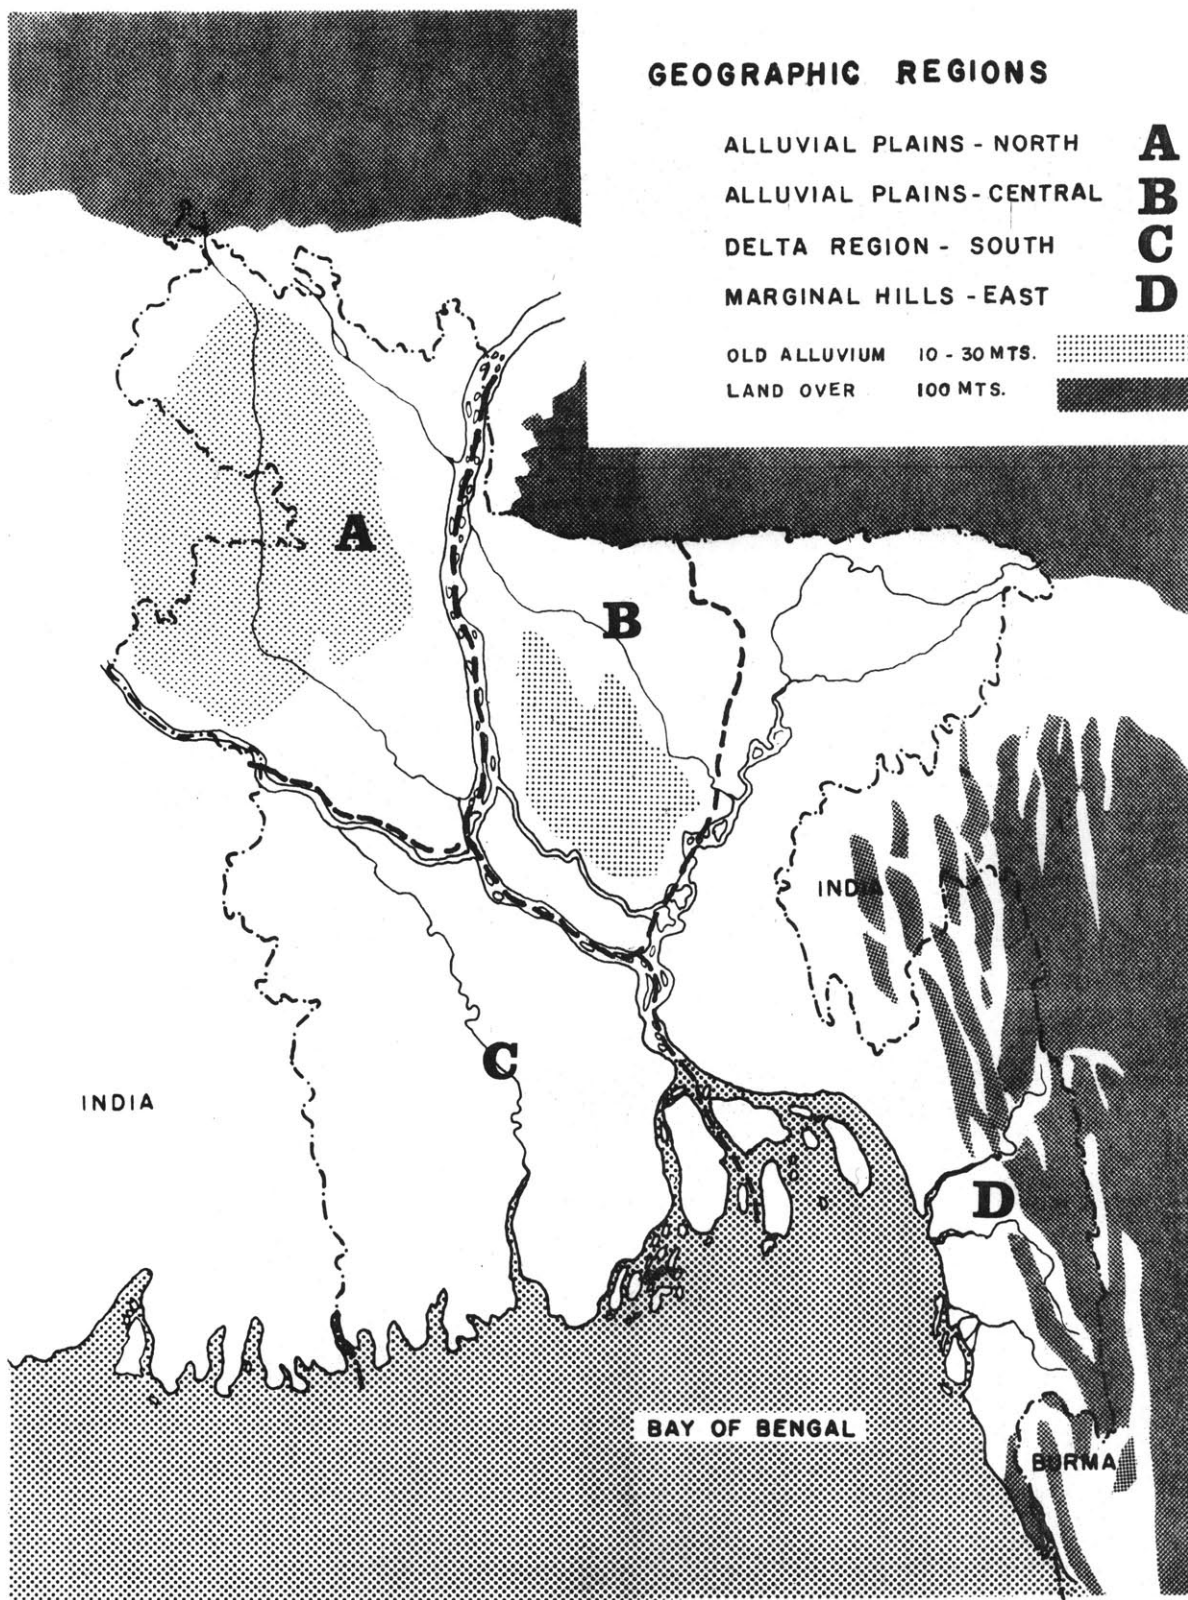 GEOGRAPHIC REGIONS
ALLUVIAL PLAINS - NORTH A
ALLUVIAL PLAINS - CENTRAL B
DELTA REGION - SOUTH C
MARGINAL HILLS - EAST D
OLD ALLUVIUM 10 - 30 MTS.
LAND OVER 100 MTS.
A
B
INDIA
C
INDIA
D
BAY OF BENGAL
BURMA